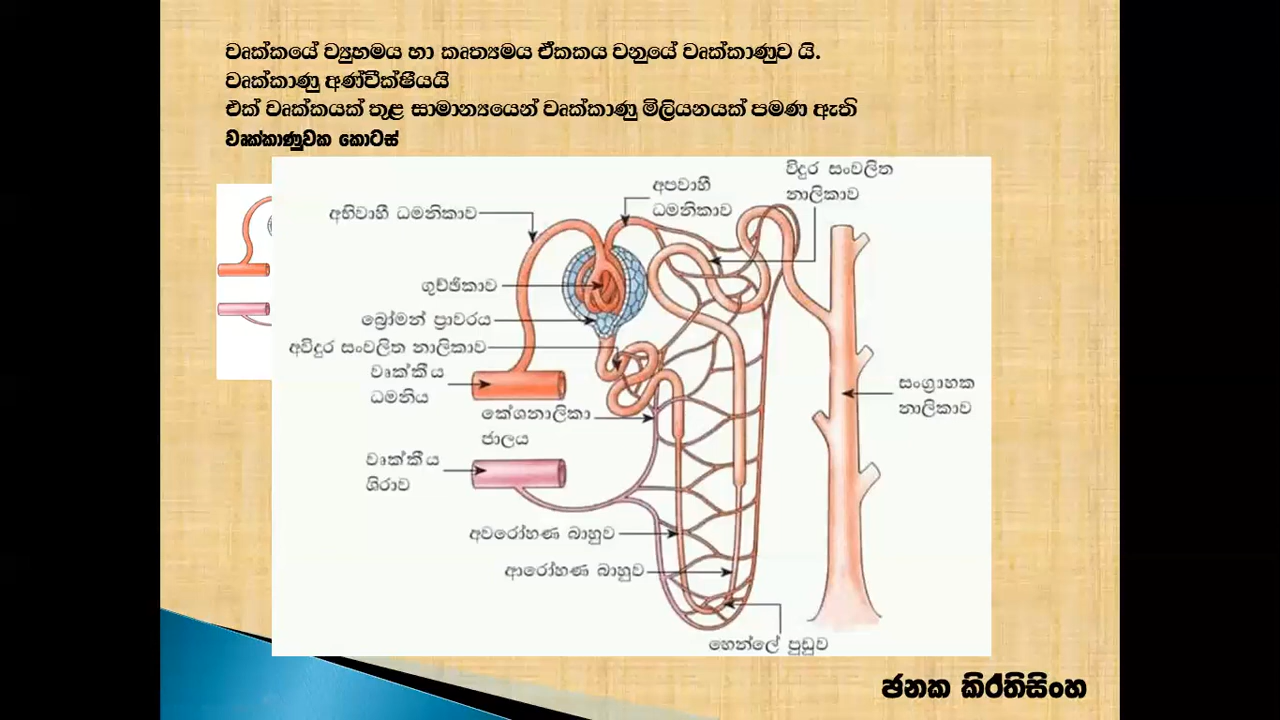 වෘක්කයේ ව්‍යුහමය හා කෘත්‍යමය ඒකකය වනුයේ වෘක්කාණුව යි.
වෘක්කාණු අණ්වීක්ෂීයයි
එක් වෘක්කයක් තුළ සාමාන්‍යයෙන් වෘක්කාණු මිලියනයක් පමණ ඇති
වෘක්කාණුවක කොටස්
විදුර සංවලිත
නාලිකාව
අපවාහී
ධමනිකාව
අභිවාහී ධමනිකාව
ගුච්ඡිකාව
බ්‍රෝමන් ප්‍රාවරය
අවිදුර සංවලිත නාලිකාව
වෘක්කීය
ධමනිය
සංග්‍රාහක
නාලිකාව
කේශනාලිකා
ජාලය
වෘක්කීය
ශිරාව
අවරෝහණ බාහුව
ආරෝහණ බාහුව
හෙන්ලේ පුඩුව
ජනක කීර්තිසිංහ